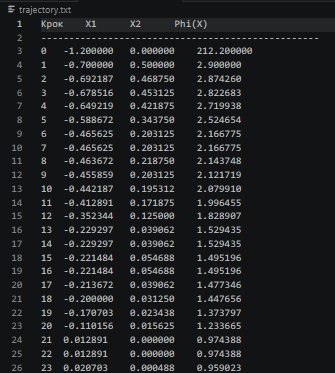 trajectory.txt
1 Крок X1 X2 Phi(X)
2 --------------------------------------------------
3 0 -1.200000 0.000000 212.200000
4 1 -0.700000 0.500000 2.900000
5 2 -0.692187 0.468750 2.874260
6 3 -0.678516 0.453125 2.822683
7 4 -0.649219 0.421875 2.719938
8 5 -0.588672 0.343750 2.524654
9 6 -0.465625 0.203125 2.166775
10 7 -0.465625 0.203125 2.166775
11 8 -0.463672 0.218750 2.143748
12 9 -0.455859 0.203125 2.121719
13 10 -0.442187 0.195312 2.079910
14 11 -0.412891 0.171875 1.996455
15 12 -0.352344 0.125000 1.828907
16 13 -0.229297 0.039062 1.529435
17 14 -0.229297 0.039062 1.529435
18 15 -0.221484 0.054688 1.495196
19 16 -0.221484 0.054688 1.495196
20 17 -0.213672 0.039062 1.477346
21 18 -0.200000 0.031250 1.447656
22 19 -0.170703 0.023438 1.373797
23 20 -0.110156 0.015625 1.233665
24 21 0.012891 0.000000 0.974388
25 22 0.012891 0.000000 0.974388
26 23 0.020703 0.000488 0.959023